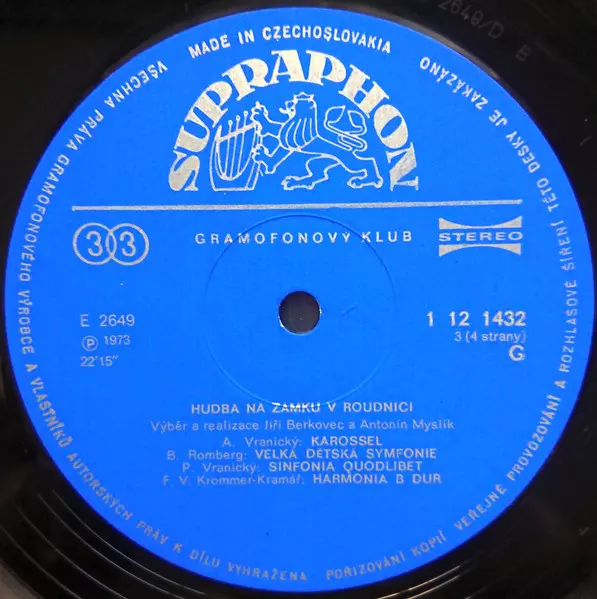 2648/D B
MADE IN CZECHOSLOVAKIA
VŠECHNA PRÁVA GRAMOFONOVÉHO VÝROBCE A VLASTNÍKŮ AUTORSKÝCH PRÁV K DÍLU VYHRAŽENA
POŘIZOVÁNÍ KOPIÍ VEŘEJNÉ PROVOZOVÁNÍ A ROZHLASOVÉ ŠÍŘENÍ TÉTO DESKY JE ZAKÁZÁNO
SUPRAPHON
33
GRAMOFONOVÝ KLUB
STEREO
E 2649
℗ 1973
22'15"
1 12 1432
3 (4 strany)
G
HUDBA NA ZÁMKU V ROUDNICI
Výběr a realizace Jiří Berkovec a Antonín Myslík
A. Vranický: KAROSSEL
B. Romberg: VELKÁ DĚTSKÁ SYMFONIE
P. Vranický: SINFONIA QUODLIBET
F. V. Krommer-Kramář: HARMONIA B DUR